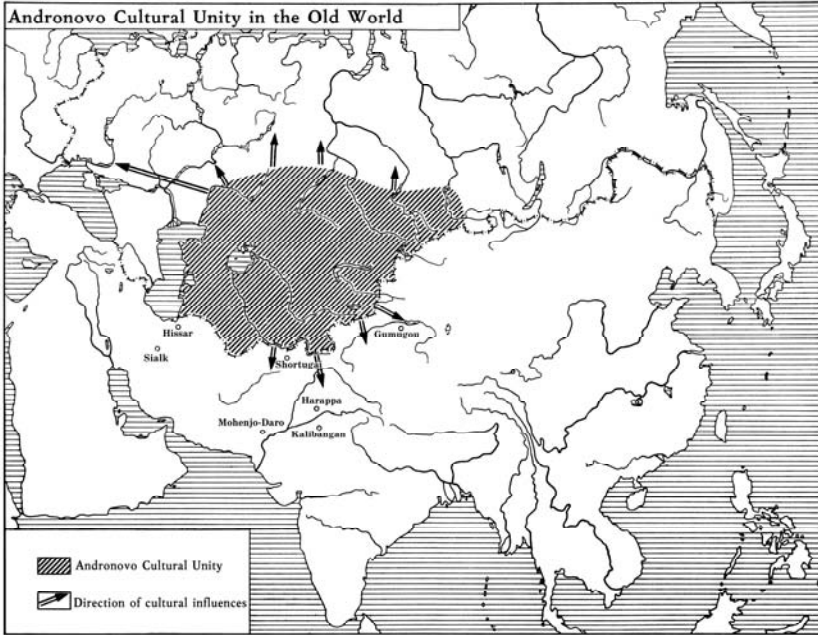 Andronovo Cultural Unity in the Old World
Hissar
Sialk
Shortugai
Gumugou
Harappa
Mohenjo-Daro
Kalibangan
Andronovo Cultural Unity
Direction of cultural influences